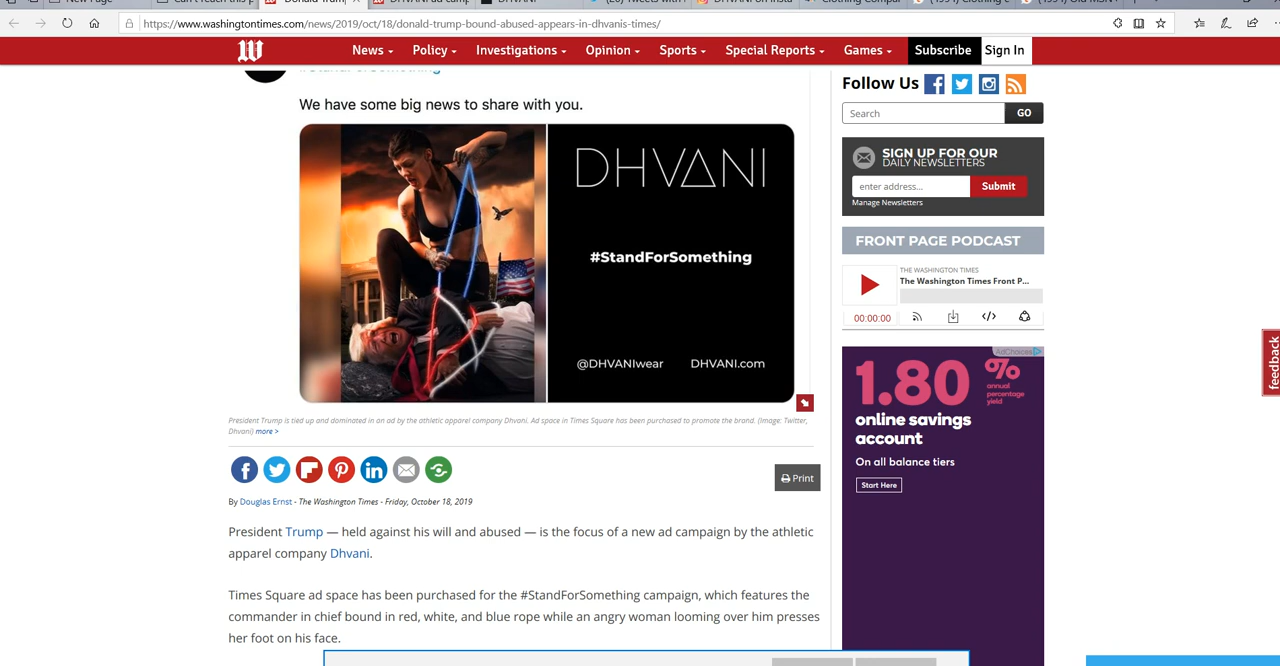 New Page
https://www.washingtontimes.com/news/2019/oct/18/donald-trump-bound-abused-appears-in-dhvanis-times/
W
News
Policy
Investigations
Opinion
Sports
Special Reports
Games
Subscribe
Sign In
We have some big news to share with you.
DHVANI
#StandForSomething
@DHVANIwear DHVANI.com
President Trump is tied up and dominated in an ad by the athletic apparel company Dhvani. Ad space in Times Square has been purchased to promote the brand. (Image: Twitter,
Dhvani) more >
Print
By Douglas Ernst - The Washington Times - Friday, October 18, 2019
President Trump — held against his will and abused — is the focus of a new ad campaign by the athletic
apparel company Dhvani.
Times Square ad space has been purchased for the #StandForSomething campaign, which features the
commander in chief bound in red, white, and blue rope while an angry woman looming over him presses
her foot on his face.
Follow Us
Search
GO
SIGN UP FOR OUR
DAILY NEWSLETTERS
enter address...
Submit
Manage Newsletters
FRONT PAGE PODCAST
THE WASHINGTON TIMES
The Washington Times Front P...
00:00:00
AdChoices
1.80 %
annual
percentage
yield
online savings
account
On all balance tiers
Start Here
feedback